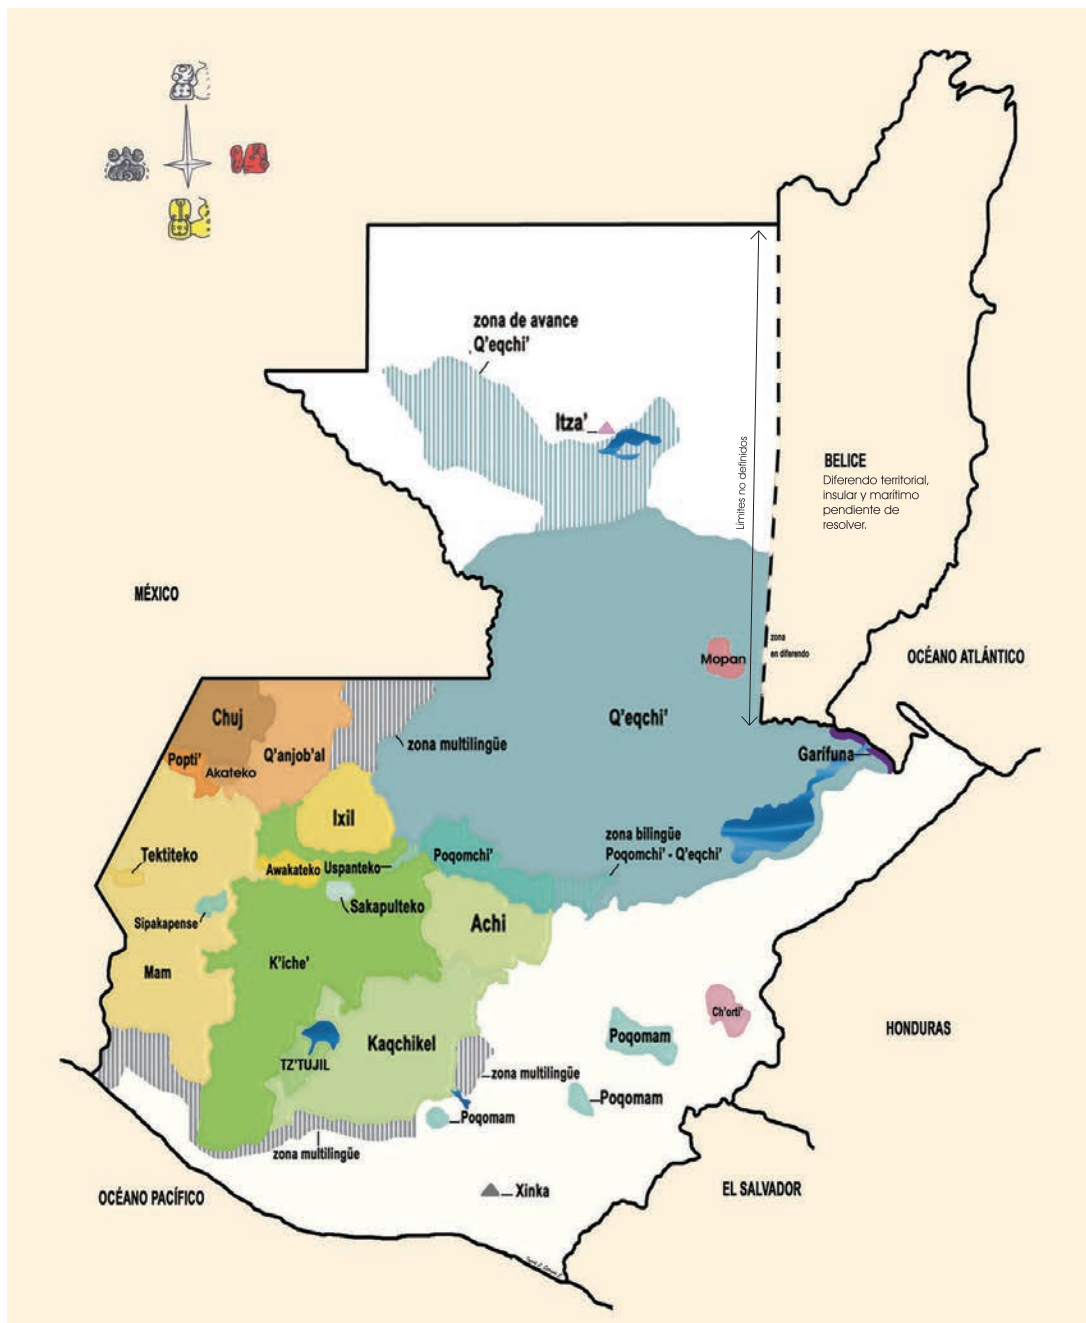 zona de avance
Q'eqchi'
Itza'
Límites no definidos
BELICE
Diferendo territorial,
insular y marítimo
pendiente de
resolver.
MÉXICO
zona
en diferendo
Mopan
OCÉANO ATLÁNTICO
Chuj
Q'eqchi'
Q'anjob'al
zona multilingüe
Popti'
Akateko
Garífuna
Ixil
zona bilingüe
Poqomchi' - Q'eqchi'
Tektiteko
Poqomchi'
Awakateko
Uspanteko
Sakapulteko
Sipakapense
Achi
Mam
K'iche'
Ch'orti'
HONDURAS
Poqomam
Kaqchikel
TZ'TUJIL
zona multilingüe
Poqomam
Poqomam
zona multilingüe
Xinka
EL SALVADOR
OCÉANO PACÍFICO